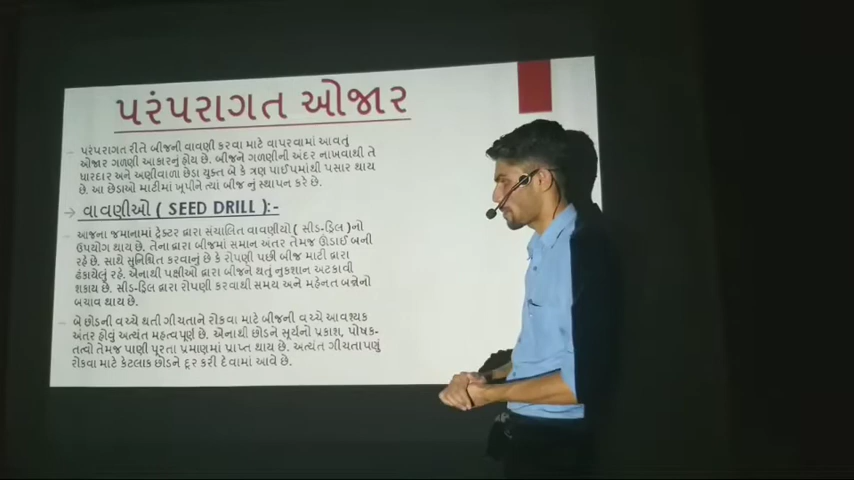 પરંપરાગત ઓજાર
પરંપરાગત રીતે બીજની વાવણી કરવા માટે વાપરવામાં આવતું
ઓજાર ગળણી આકારનું હોય છે. બીજને ગળણીની અંદર નાખવાથી તે
ધારદાર અને અણીવાળા છેડા યુક્ત બે કે ત્રણ પાઈપમાંથી પસાર થાય
છે. આ છેડાઓ માટીમાં ખૂપીને ત્યાં બીજ નું સ્થાપન કરે છે.
→ વાવણીઓ ( SEED DRILL ):-
આજના જમાનામાં ટ્રેક્ટર દ્રારા સંચાલિત વાવણીયો ( સીડ-ડ્રિલ )નો
ઉપયોગ થાય છે. તેના દ્રારા બીજમાં સમાન અંતર તેમજ ઊંડાઈ બની
રહે છે. સાથે સુનિશ્ચિત કરવાનું છે કે રોપણી પછી બીજ માટી દ્રારા
ઢંકાયેલું રહે. એનાથી પક્ષીઓ દ્રારા બીજને થતું નુકશાન અટકાવી
શકાય છે. સીડ-ડ્રિલ દ્રારા રોપણી કરવાથી સમય અને મહેનત બન્નેનો
બચાવ થાય છે.
બે છોડની વચ્ચે થતી ગીચતાને રોકવા માટે બીજની વચ્ચે આવશ્યક
અંતર હોવું અત્યંત મહત્વપૂર્ણ છે. એનાથી છોડને સૂર્યનો પ્રકાશ, પોષક-
તત્વો તેમજ પાણી પૂરતા પ્રમાણમાં પ્રાપ્ત થાય છે. અત્યંત ગીચતાપણું
રોકવા માટે કેટલાક છોડને દૂર કરી દેવામાં આવે છે.